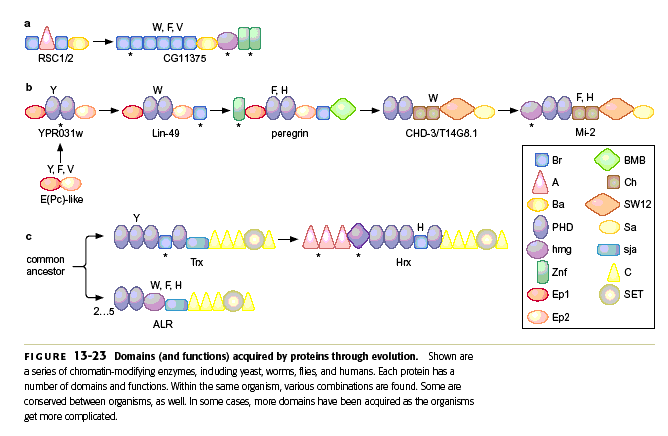 a
W, F, V
RSC1/2
*
CG11375
*
*
b
Y
W
F, H
W
F, H
YPR031w
*
Lin-49
*
*
peregrin
CHD-3/T14G8.1
*
Mi-2
Y, F, V
E(Pc)-like
c
common
ancestor
Y
*
Trx
H
*
*
Hrx
W, F, H
2...5
ALR
Br
A
Ba
PHD
hmg
Znf
Ep1
Ep2
BMB
Ch
SW12
Sa
sja
C
SET
FIGURE 13-23 Domains (and functions) acquired by proteins through evolution. Shown are
a series of chromatin-modifying enzymes, including yeast, worms, flies, and humans. Each protein has a
number of domains and functions. Within the same organism, various combinations are found. Some are
conserved between organisms, as well. In some cases, more domains have been acquired as the organisms
get more complicated.